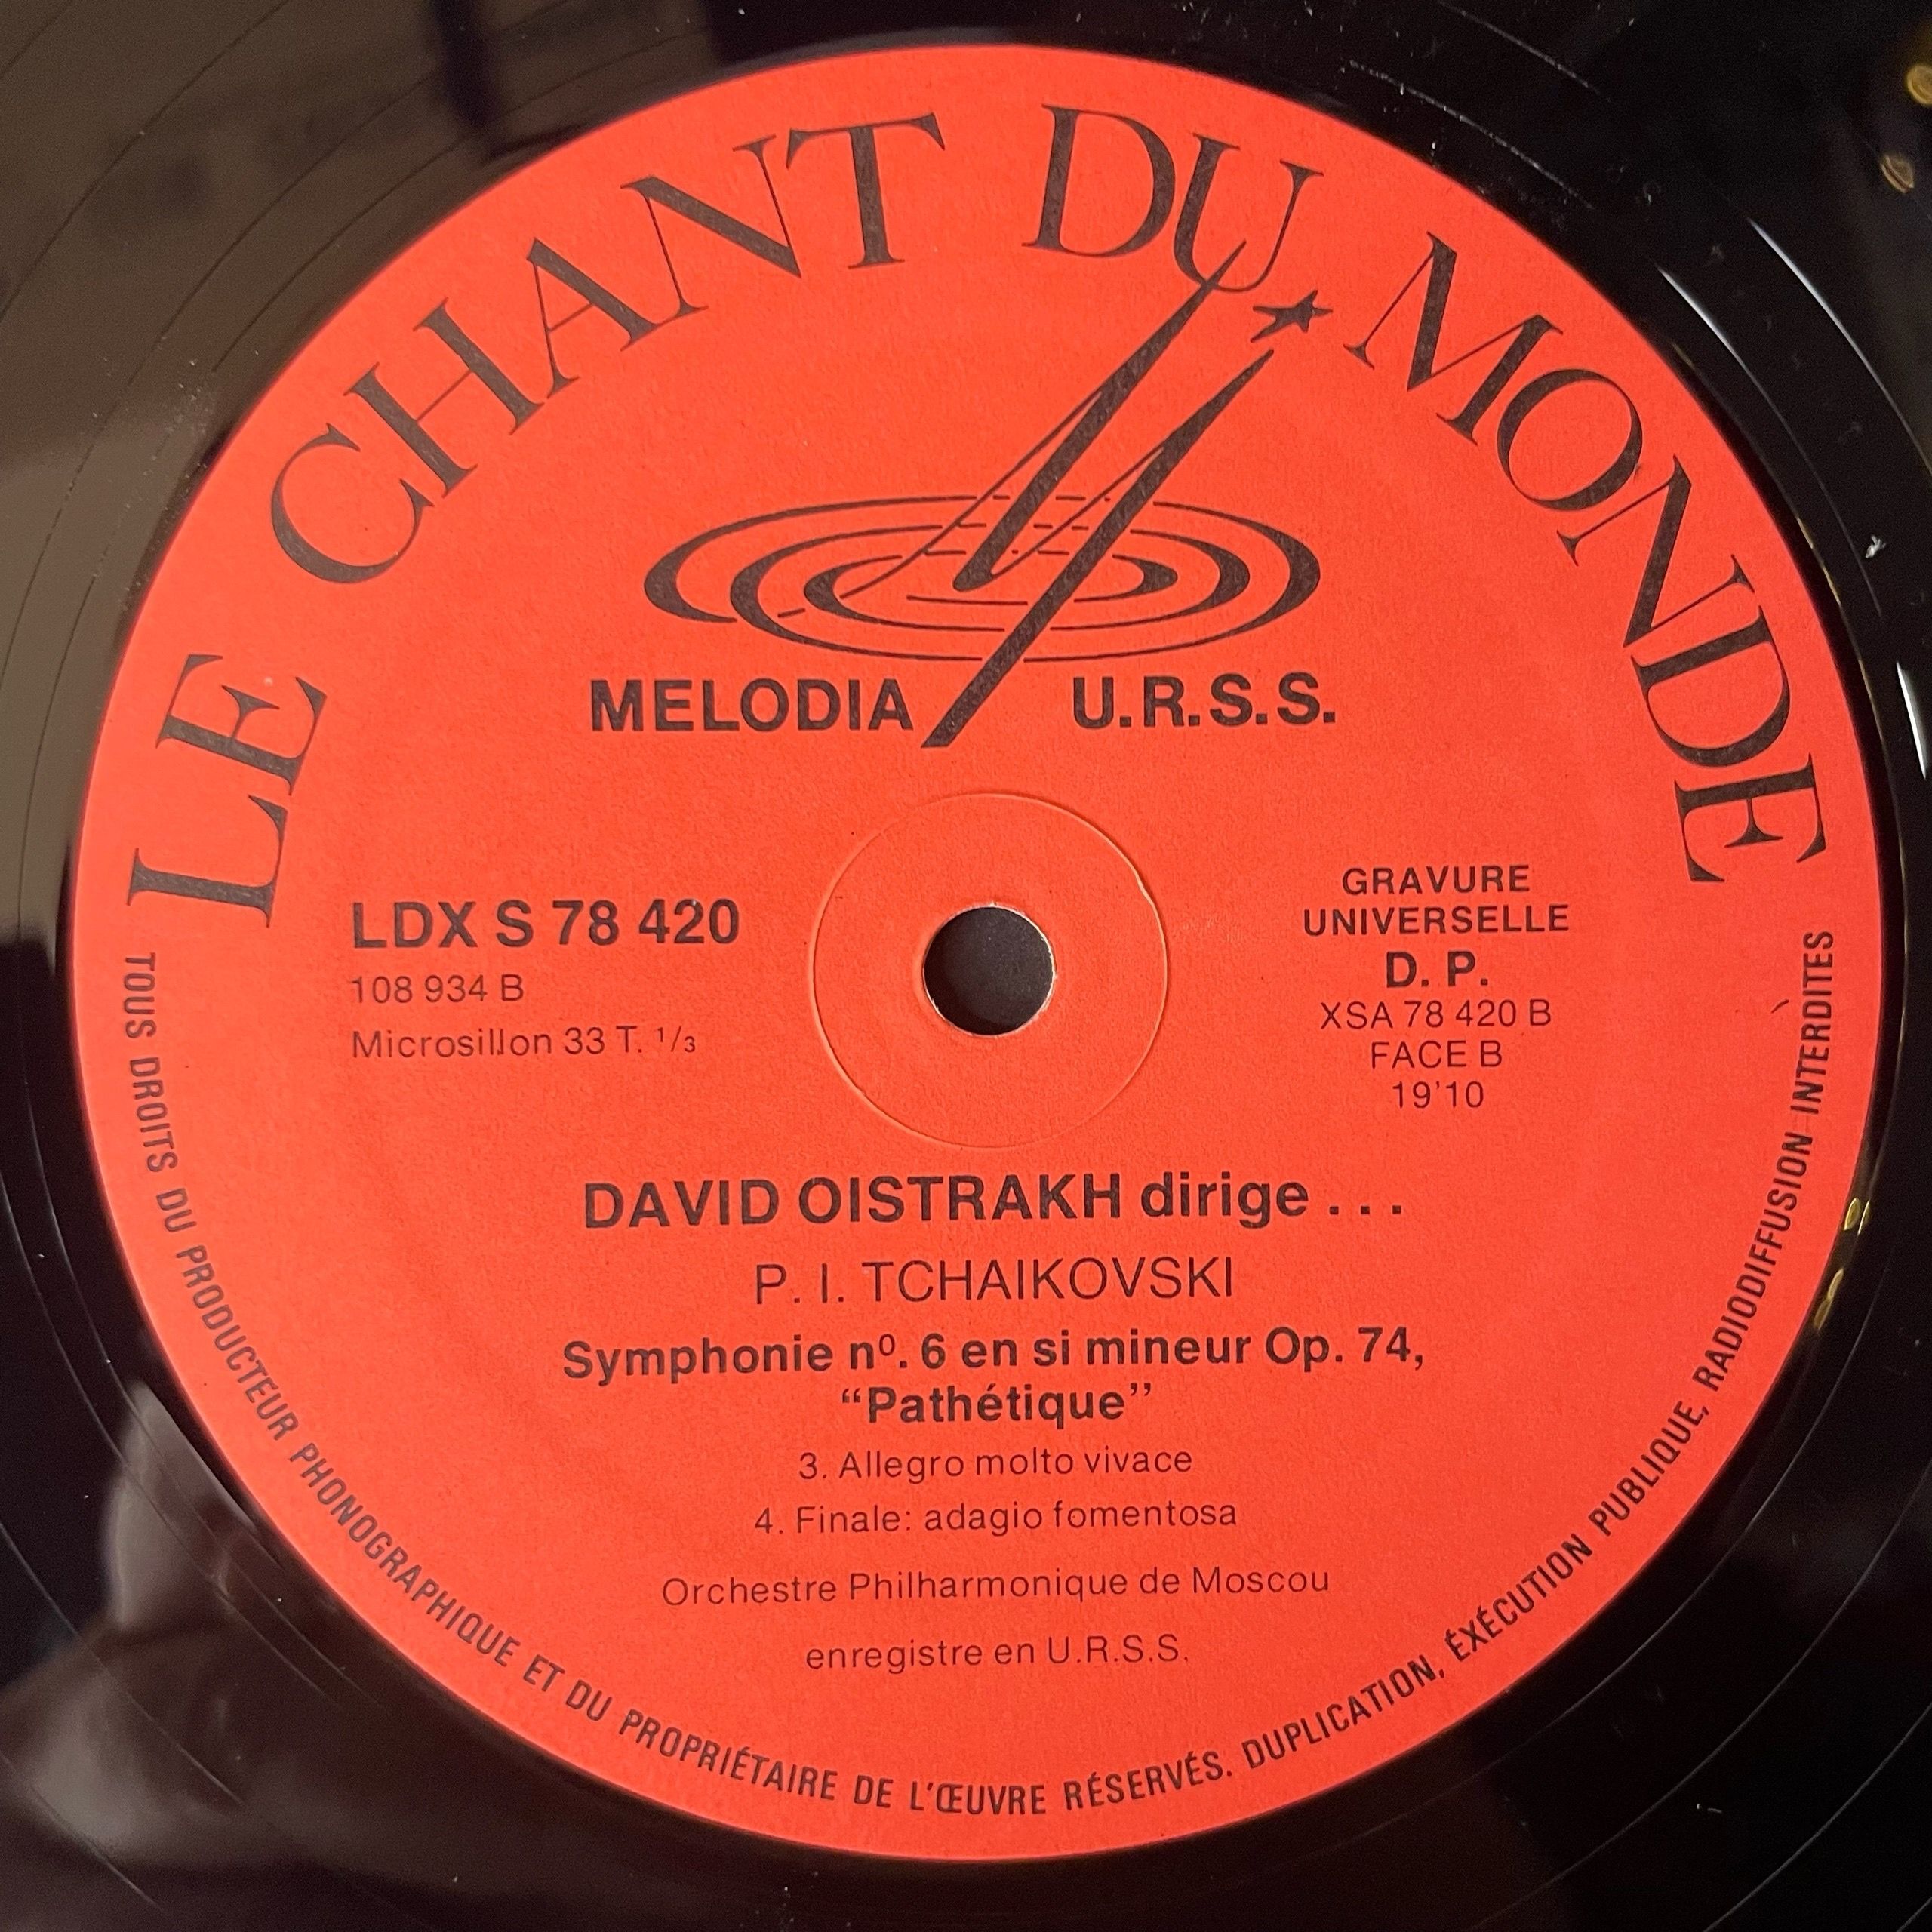 LE CHANT DU MONDE
MELODIA U.R.S.S.
LDX S 78 420
108 934 B
Microsillon 33 T. 1/3
GRAVURE
UNIVERSELLE
D. P.
XSA 78 420 B
FACE B
19'10
DAVID OISTRAKH dirige . . .
P. I. TCHAIKOVSKI
Symphonie nº. 6 en si mineur Op. 74,
“Pathétique”
3. Allegro molto vivace
4. Finale: adagio fomentosa
Orchestre Philharmonique de Moscou
enregistre en U.R.S.S.
TOUS DROITS DU PRODUCTEUR PHONOGRAPHIQUE ET DU PROPRIÉTAIRE DE L'ŒUVRE RÉSERVÉS. DUPLICATION, ÉXÉCUTION PUBLIQUE, RADIODIFFUSION INTERDITES